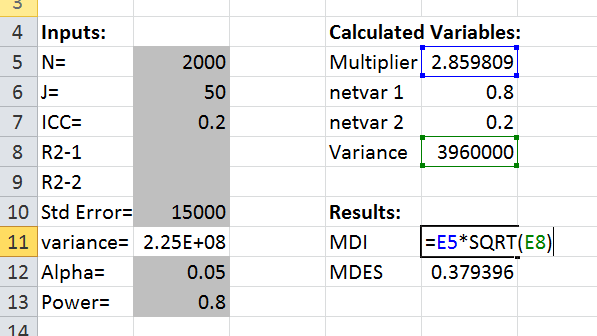 3
4 Inputs: Calculated Variables:
5 N= 2000 Multiplier 2.859809
6 J= 50 netvar 1 0.8
7 ICC= 0.2 netvar 2 0.2
8 R2-1 Variance 3960000
9 R2-2
10 Std Error= 15000 Results:
11 variance= 2.25E+08 MDI =E5*SQRT(E8)
12 Alpha= 0.05 MDES 0.379396
13 Power= 0.8
14